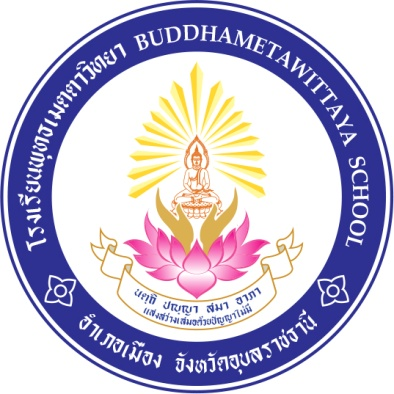 โรงเรียนพุทธเมตตาวิทยา BUDDHAMETAWITTAYA SCHOOL
นตฺถิ ปญฺญา สมา อาภา
แสงสว่างเสมอด้วยปัญญาไม่มี
อำเภอเมือง จังหวัดอุบลราชธานี